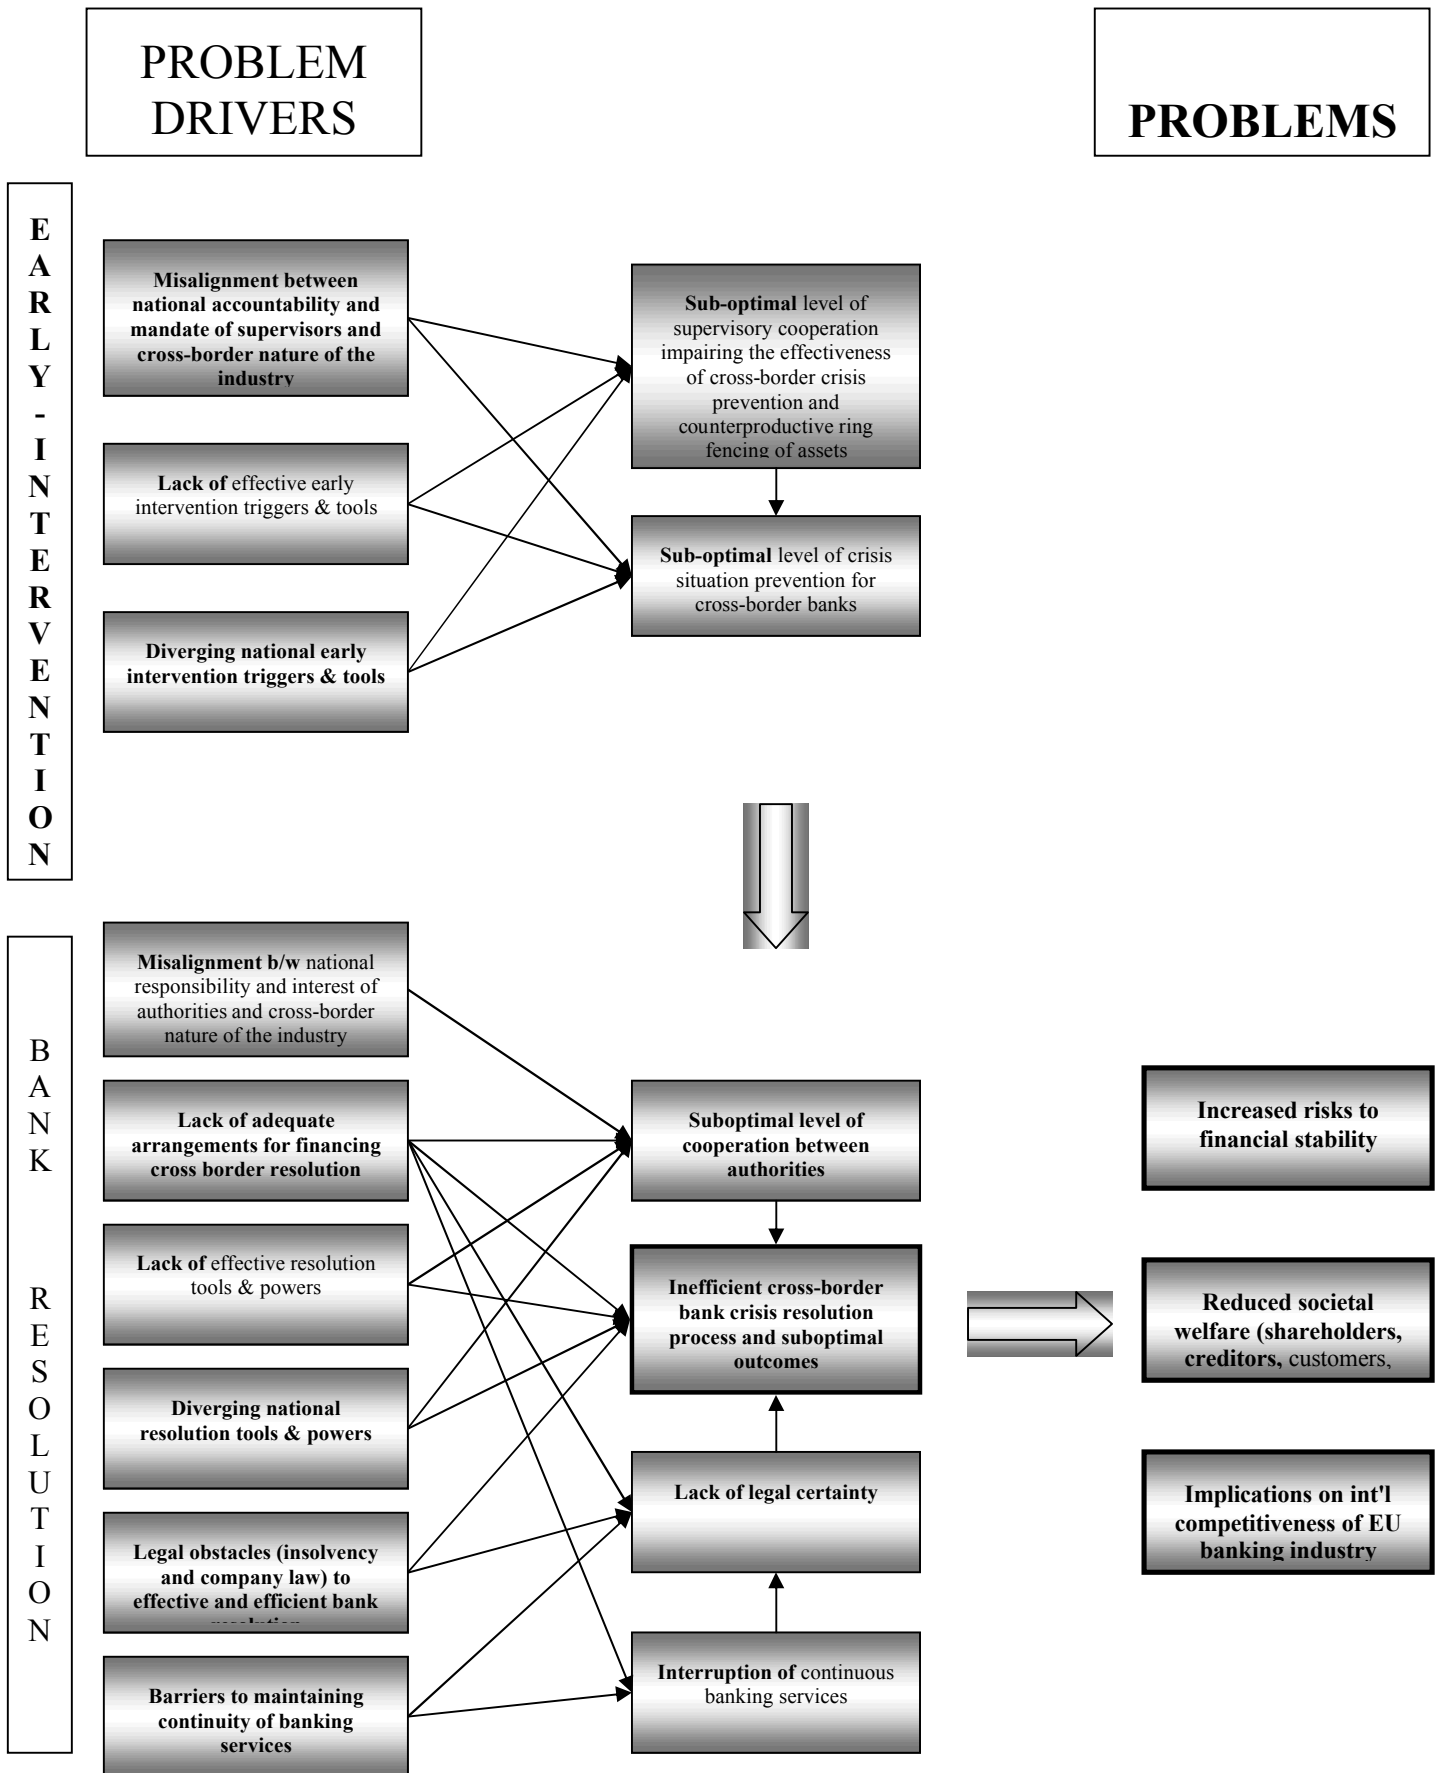 PROBLEM
DRIVERS
PROBLEMS
EARLY-INTERVENTION
Misalignment between
national accountability and
mandate of supervisors and
cross-border nature of the
industry
Lack of effective early
intervention triggers & tools
Diverging national early
intervention triggers & tools
Sub-optimal level of
supervisory cooperation
impairing the effectiveness
of cross-border crisis
prevention and
counterproductive ring
fencing of assets
Sub-optimal level of crisis
situation prevention for
cross-border banks
BANK RESOLUTION
Misalignment b/w national
responsibility and interest of
authorities and cross-border
nature of the industry
Lack of adequate
arrangements for financing
cross border resolution
Lack of effective resolution
tools & powers
Diverging national
resolution tools & powers
Legal obstacles (insolvency
and company law) to
effective and efficient bank
Barriers to maintaining
continuity of banking
services
Suboptimal level of
cooperation between
authorities
Inefficient cross-border
bank crisis resolution
process and suboptimal
outcomes
Lack of legal certainty
Interruption of continuous
banking services
Increased risks to
financial stability
Reduced societal
welfare (shareholders,
creditors, customers,
Implications on int'l
competitiveness of EU
banking industry